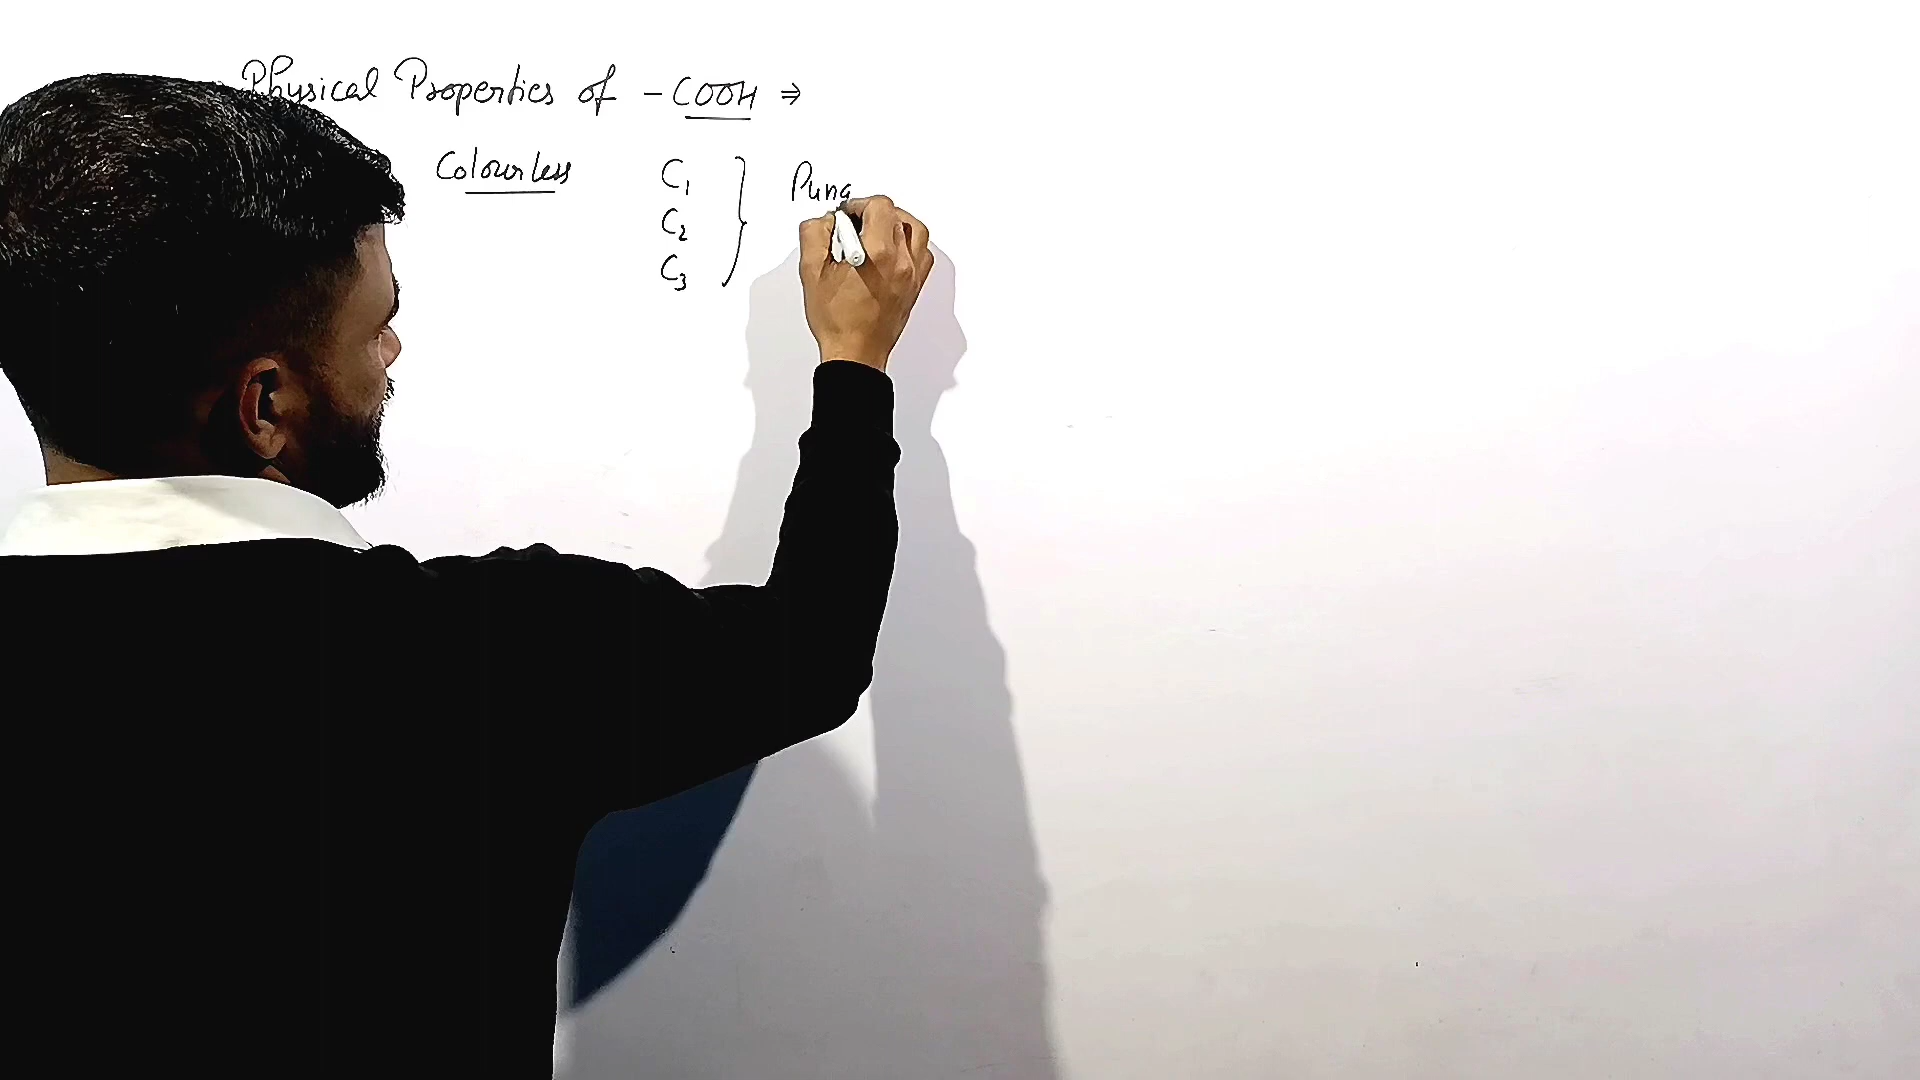 Physical Properties of - COOH ⇒
Colourless C₁ } Pung
C₂
C₃